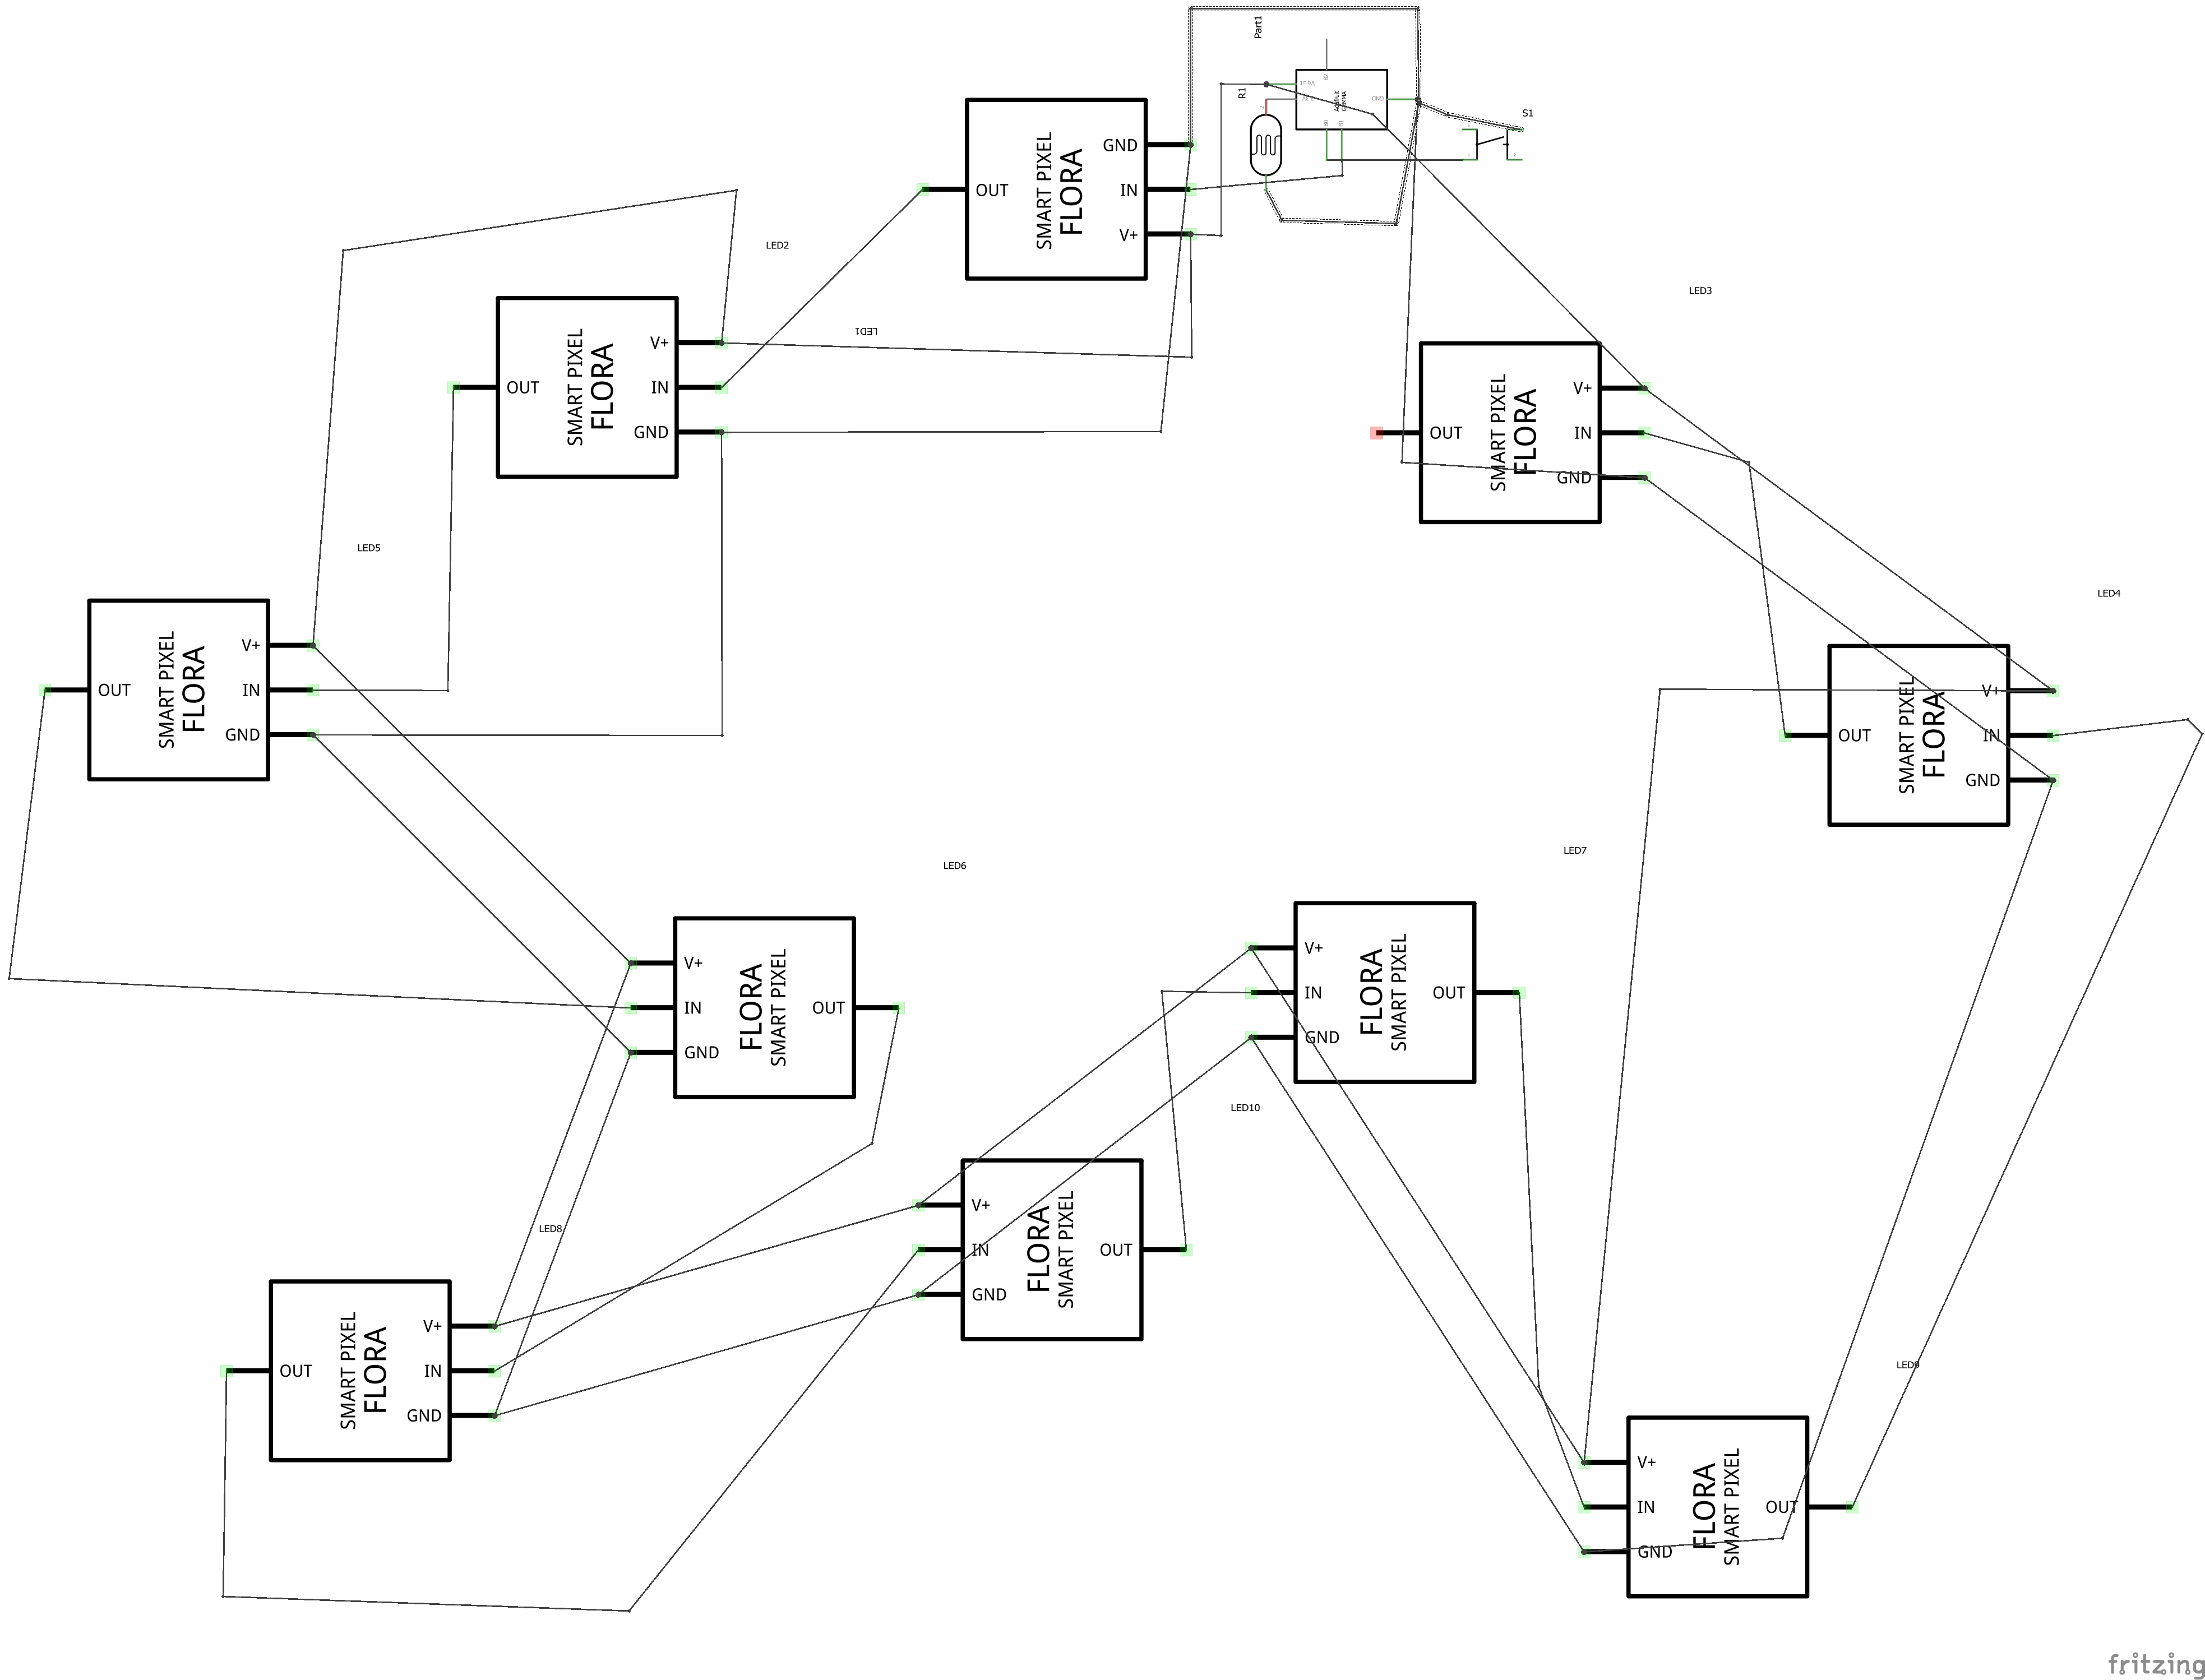 Part1
R1
B2
Vout
GND
Adafruit
GEMMA
B0
B1
S1
GND
IN
V+
OUT
SMART PIXEL
FLORA
LED2
LED1
V+
IN
GND
OUT
SMART PIXEL
FLORA
LED3
V+
IN
GND
OUT
SMART PIXEL
FLORA
LED5
V+
IN
GND
OUT
SMART PIXEL
FLORA
LED4
V+
IN
GND
OUT
SMART PIXEL
FLORA
LED6
V+
IN
GND
OUT
FLORA
SMART PIXEL
LED7
V+
IN
GND
OUT
FLORA
SMART PIXEL
LED10
V+
IN
GND
OUT
FLORA
SMART PIXEL
LED8
V+
IN
GND
OUT
SMART PIXEL
FLORA
LED9
V+
IN
GND
OUT
FLORA
SMART PIXEL
fritzing